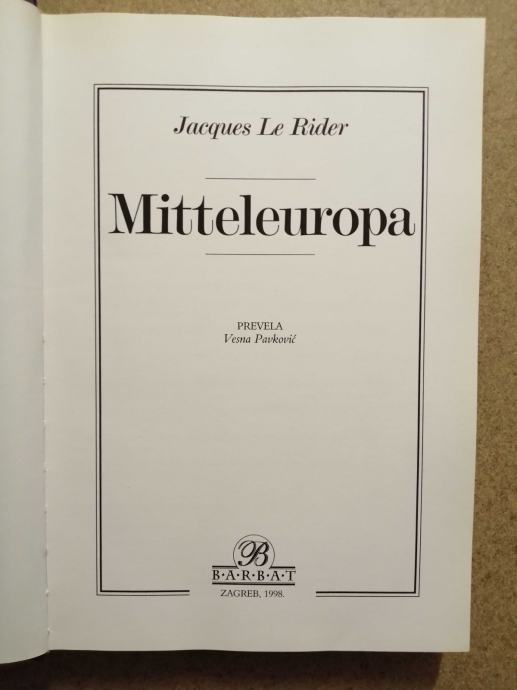 Jacques Le Rider
Mitteleuropa
PREVELA
Vesna Pavković
B
B·A·R·B·A·T
ZAGREB, 1998.